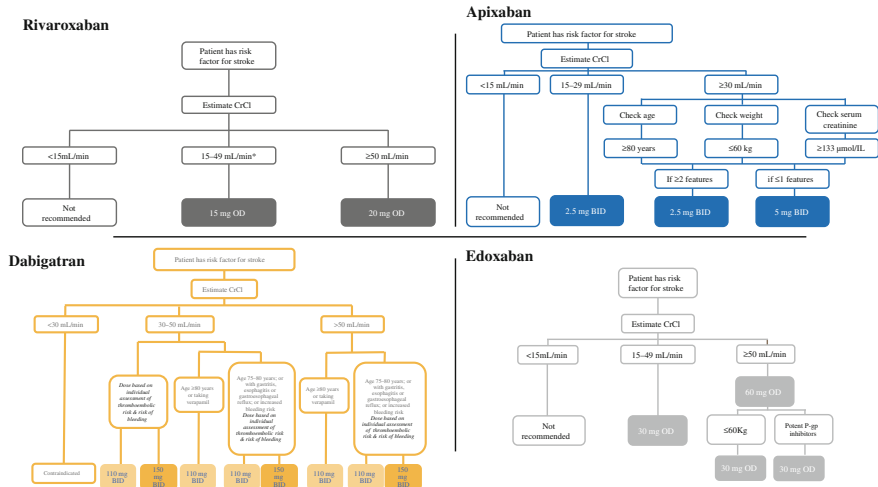 Rivaroxaban
Patient has risk
factor for stroke
Estimate CrCl
<15mL/min
15–49 mL/min*
≥50 mL/min
Not
recommended
15 mg OD
20 mg OD
Apixaban
Patient has risk factor for stroke
Estimate CrCl
<15 mL/min
15–29 mL/min
≥30 mL/min
Check age
Check weight
Check serum
creatinine
≥80 years
≤60 kg
≥133 μmol/IL
If ≥2 features
if ≤1 features
Not
recommended
2.5 mg BID
2.5 mg BID
5 mg BID
Dabigatran
Patient has risk factor for stroke
Estimate CrCl
<30 mL/min
30–50 mL/min
>50 mL/min
Dose based on
individual
assessment of
thromboembolic
risk & risk of
bleeding
Age ≥80 years
or taking
verapamil
Age 75–80 years; or
with gastritis,
esophagitis or
gastroesophageal
reflux; or increased
bleeding risk
Dose based on
individual
assessment of
thromboembolic risk
& risk of bleeding
Age ≥80 years
or taking
verapamil
Age 75–80 years; or
with gastritis,
esophagitis or
gastroesophageal
reflux, or increased
bleeding risk
Dose based on
individual assessment
of thromboembolic
risk & risk of bleeding
Contraindicated
110 mg
BID
150
mg
BID
110 mg
BID
110 mg
BID
150
mg
BID
110 mg
BID
110 mg
BID
150
mg
BID
Edoxaban
Patient has risk
factor for stroke
Estimate CrCl
<15mL/min
15–49 mL/min
≥50 mL/min
60 mg OD
≤60Kg
Potent P-gp
inhibitors
Not
recommended
30 mg OD
30 mg OD
30 mg OD